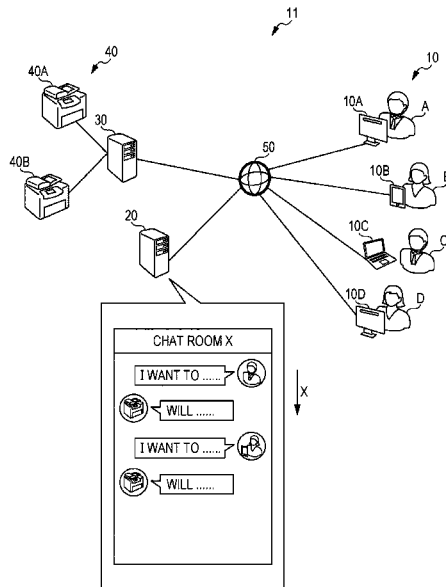 11
40
10
40A
30
10A
A
50
40B
10B
B
20
10C
C
10D
D
CHAT ROOM X
I WANT TO ......
X
WILL ......
I WANT TO ......
WILL ......